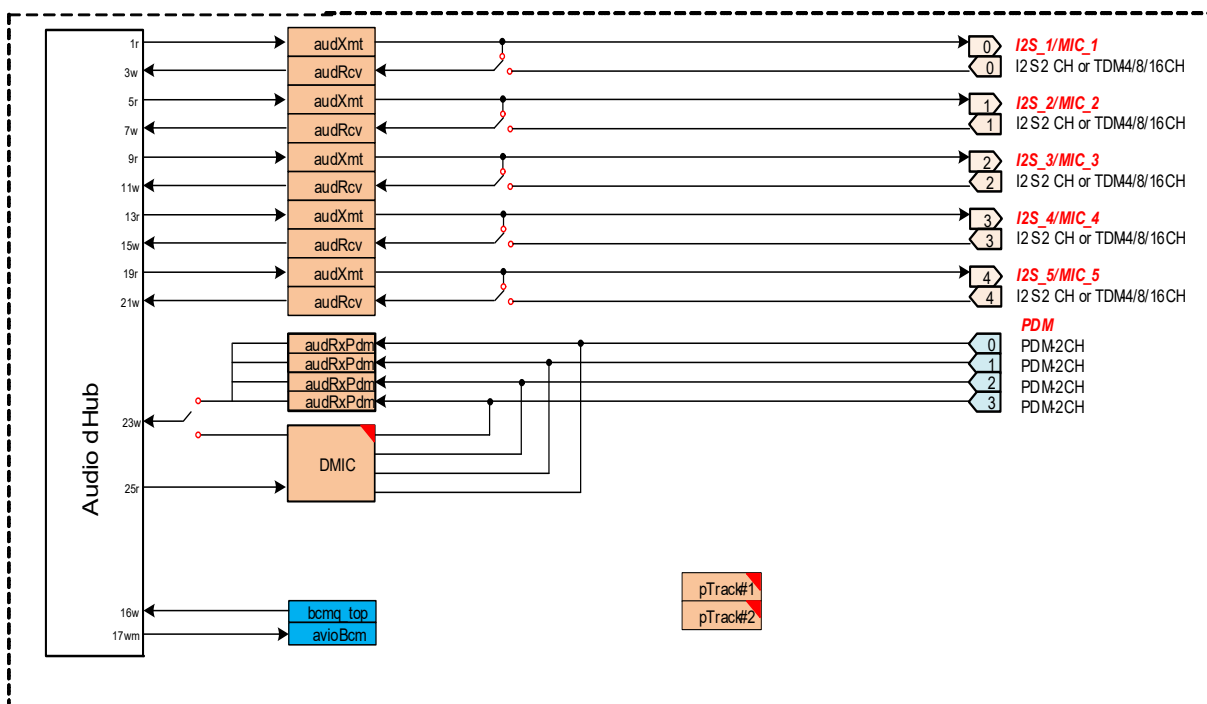 1r
audXmt
0
I2S_1/MIC_1
3w
audRcv
0
I2S2 CH or TDM4/8/16CH
5r
audXmt
1
I2S_2/MIC_2
7w
audRcv
1
I2S2 CH or TDM4/8/16CH
9r
audXmt
2
I2S_3/MIC_3
11w
audRcv
2
I2S2 CH or TDM4/8/16CH
13r
audXmt
3
I2S_4/MIC_4
15w
audRcv
3
I2S2 CH or TDM4/8/16CH
19r
audXmt
4
I2S_5/MIC_5
21w
audRcv
4
I2S2 CH or TDM4/8/16CH
PDM
audRxPdm
0
PDM-2CH
audRxPdm
1
PDM-2CH
audRxPdm
2
PDM-2CH
audRxPdm
3
PDM-2CH
23w
DMIC
25r
Audio dHub
pTrack#1
pTrack#2
16w
bcmq_top
17wm
avioBcm